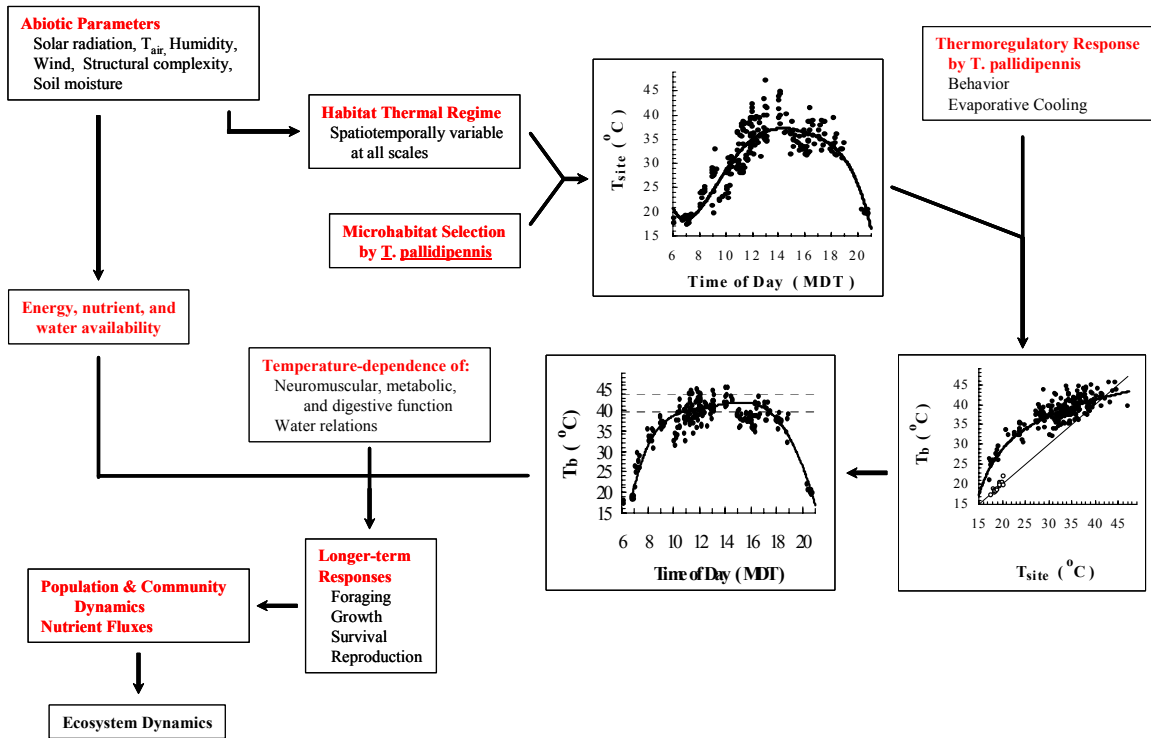 Abiotic Parameters
Solar radiation, Tair, Humidity,
Wind, Structural complexity,
Soil moisture
Habitat Thermal Regime
Spatiotemporally variable
at all scales
Microhabitat Selection
by T. pallidipennis
45
40
35
30
25
20
15
Tsite (°C)
6 8 10 12 14 16 18 20
Time of Day (MDT)
Thermoregulatory Response
by T. pallidipennis
Behavior
Evaporative Cooling
Energy, nutrient, and
water availability
Temperature-dependence of:
Neuromuscular, metabolic,
and digestive function
Water relations
45
40
35
30
25
20
15
Tb (°C)
6 8 10 12 14 16 18 20
Time of Day (MDT)
45
40
35
30
25
20
15
Tb (°C)
15 20 25 30 35 40 45
Tsite (°C)
Longer-term
Responses
Foraging
Growth
Survival
Reproduction
Population & Community
Dynamics
Nutrient Fluxes
Ecosystem Dynamics